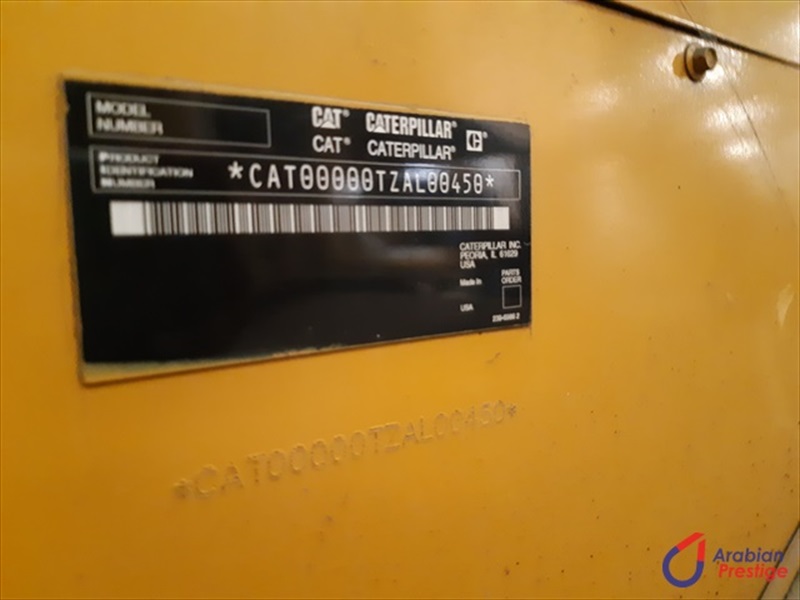 MODEL NUMBER
CAT® CATERPILLAR®
CAT® CATERPILLAR®
PRODUCT IDENTIFICATION NUMBER
*CAT00000TZAL00450*
CATERPILLAR INC.
PEORIA, IL 61629
USA
Made In
USA
PARTS ORDER
*CAT00000TZAL00450*
Arabian
Prestige